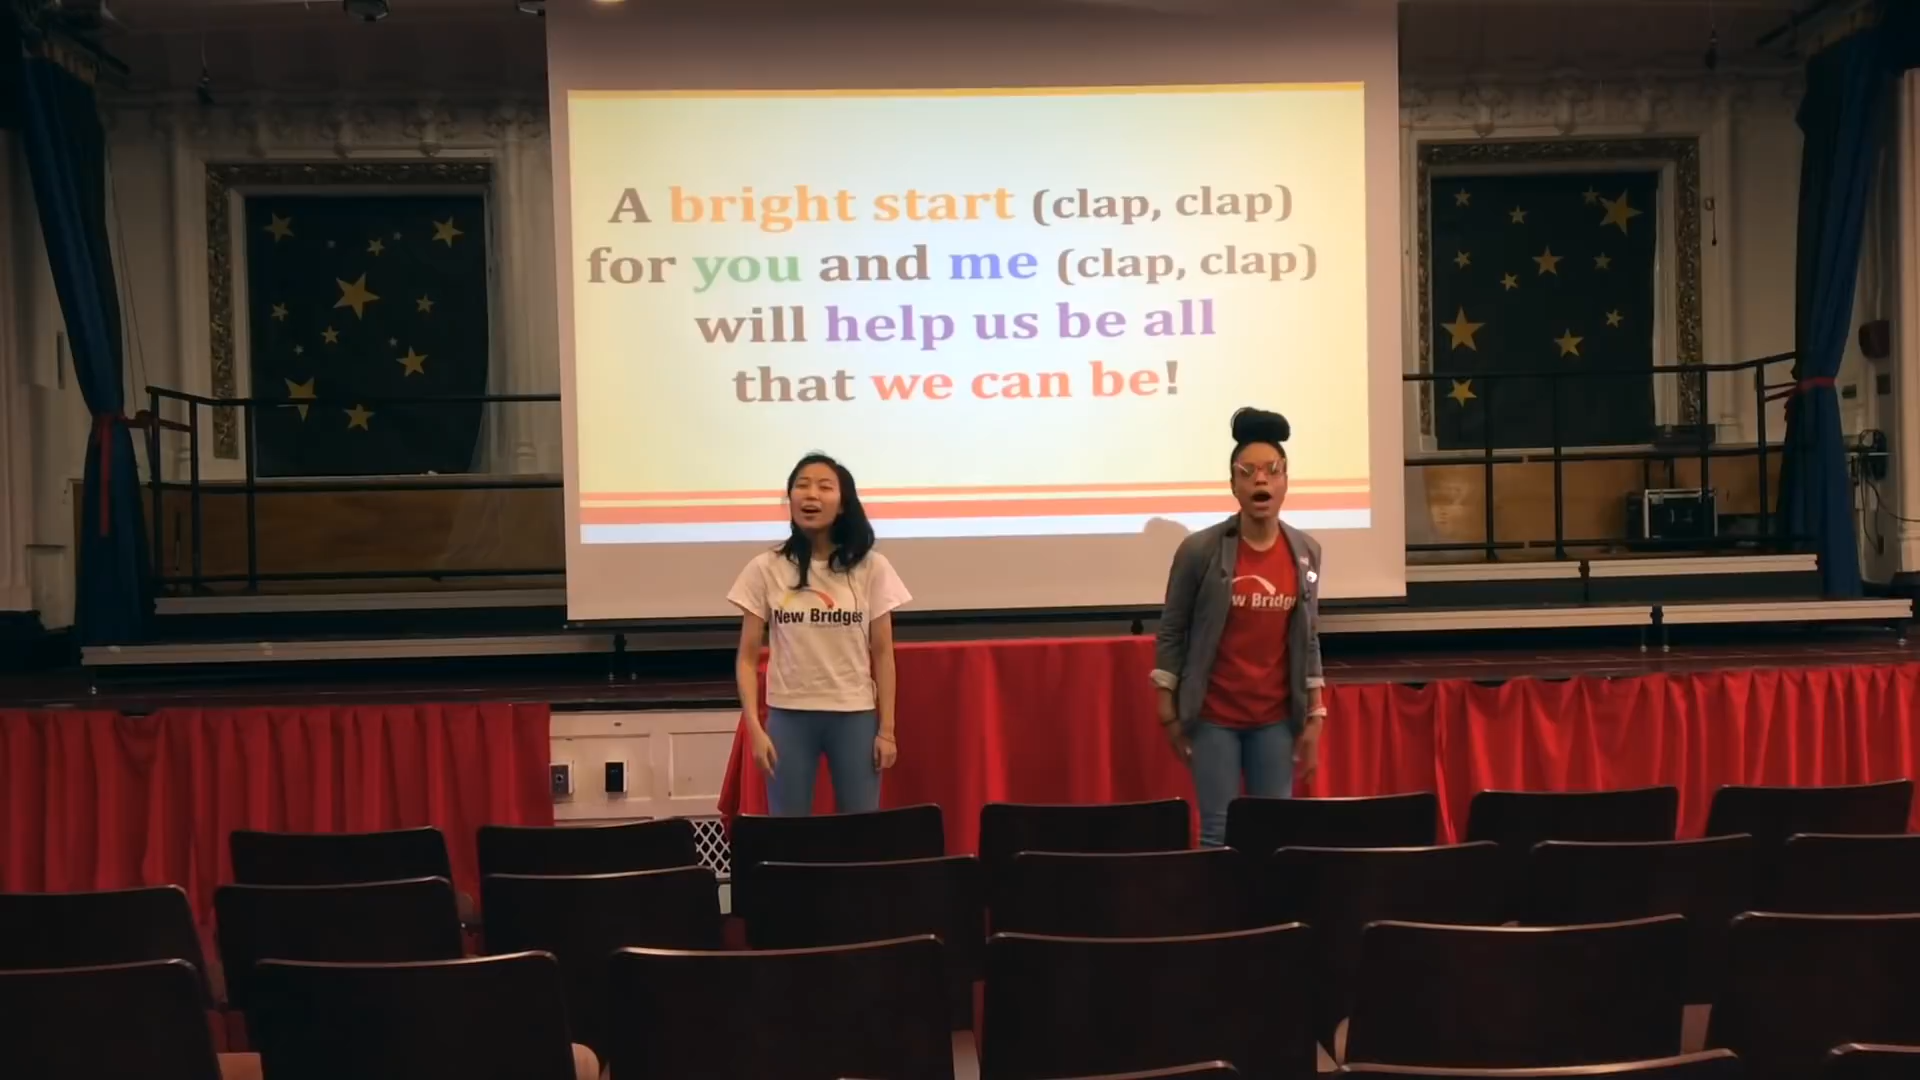 A bright start (clap, clap)
for you and me (clap, clap)
will help us be all
that we can be!
New Bridges
w Bridge